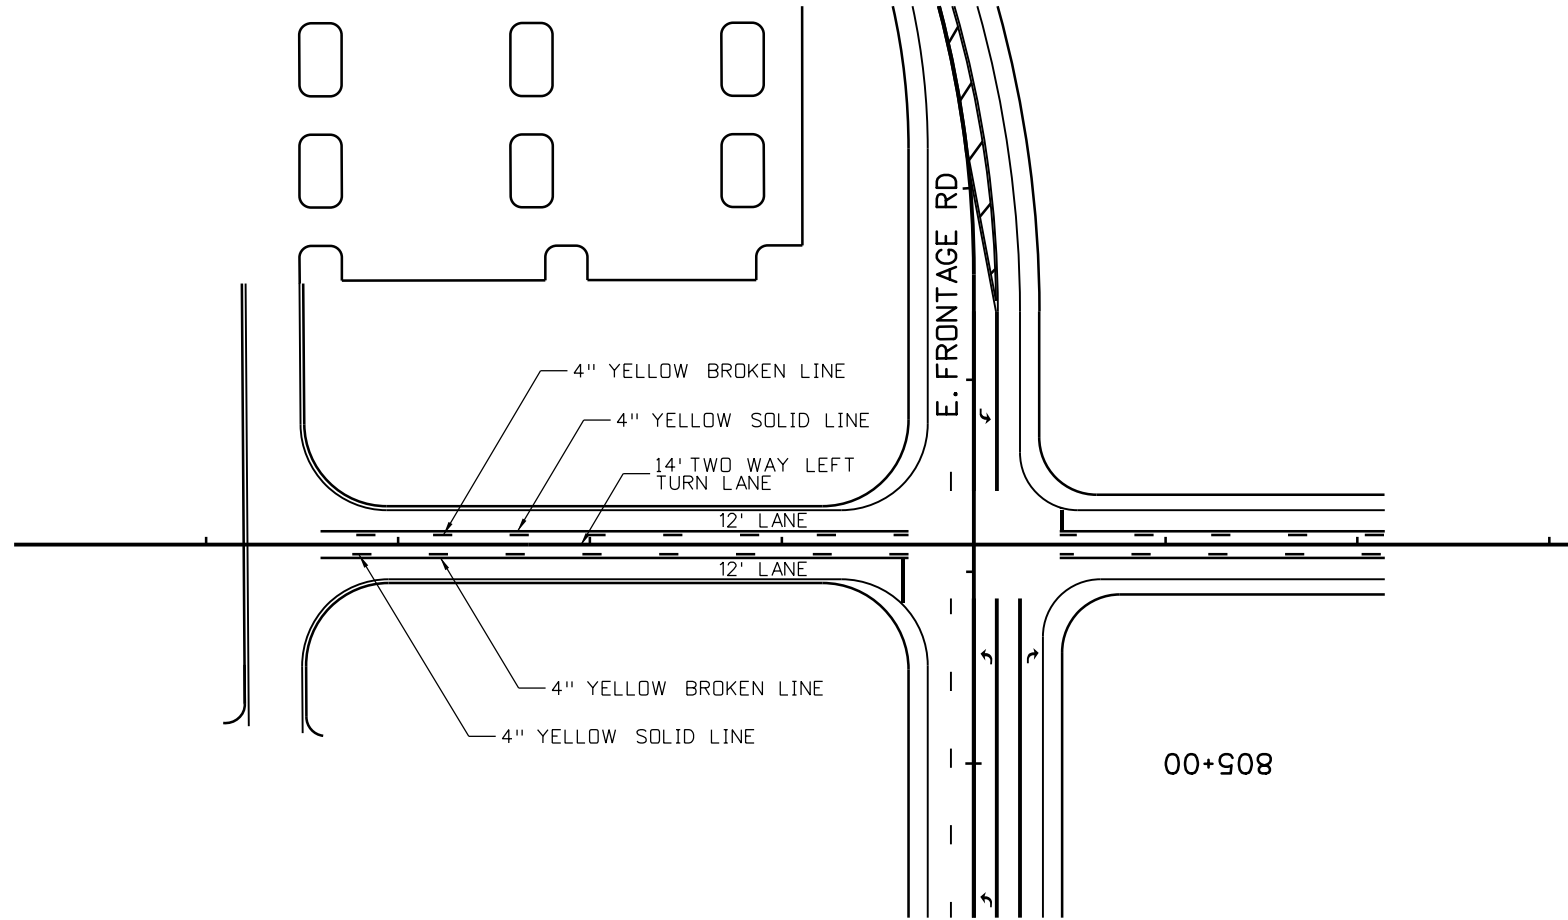 E. FRONTAGE RD
4" YELLOW BROKEN LINE
4" YELLOW SOLID LINE
14' TWO WAY LEFT
TURN LANE
12' LANE
12' LANE
4" YELLOW BROKEN LINE
4" YELLOW SOLID LINE
805+00